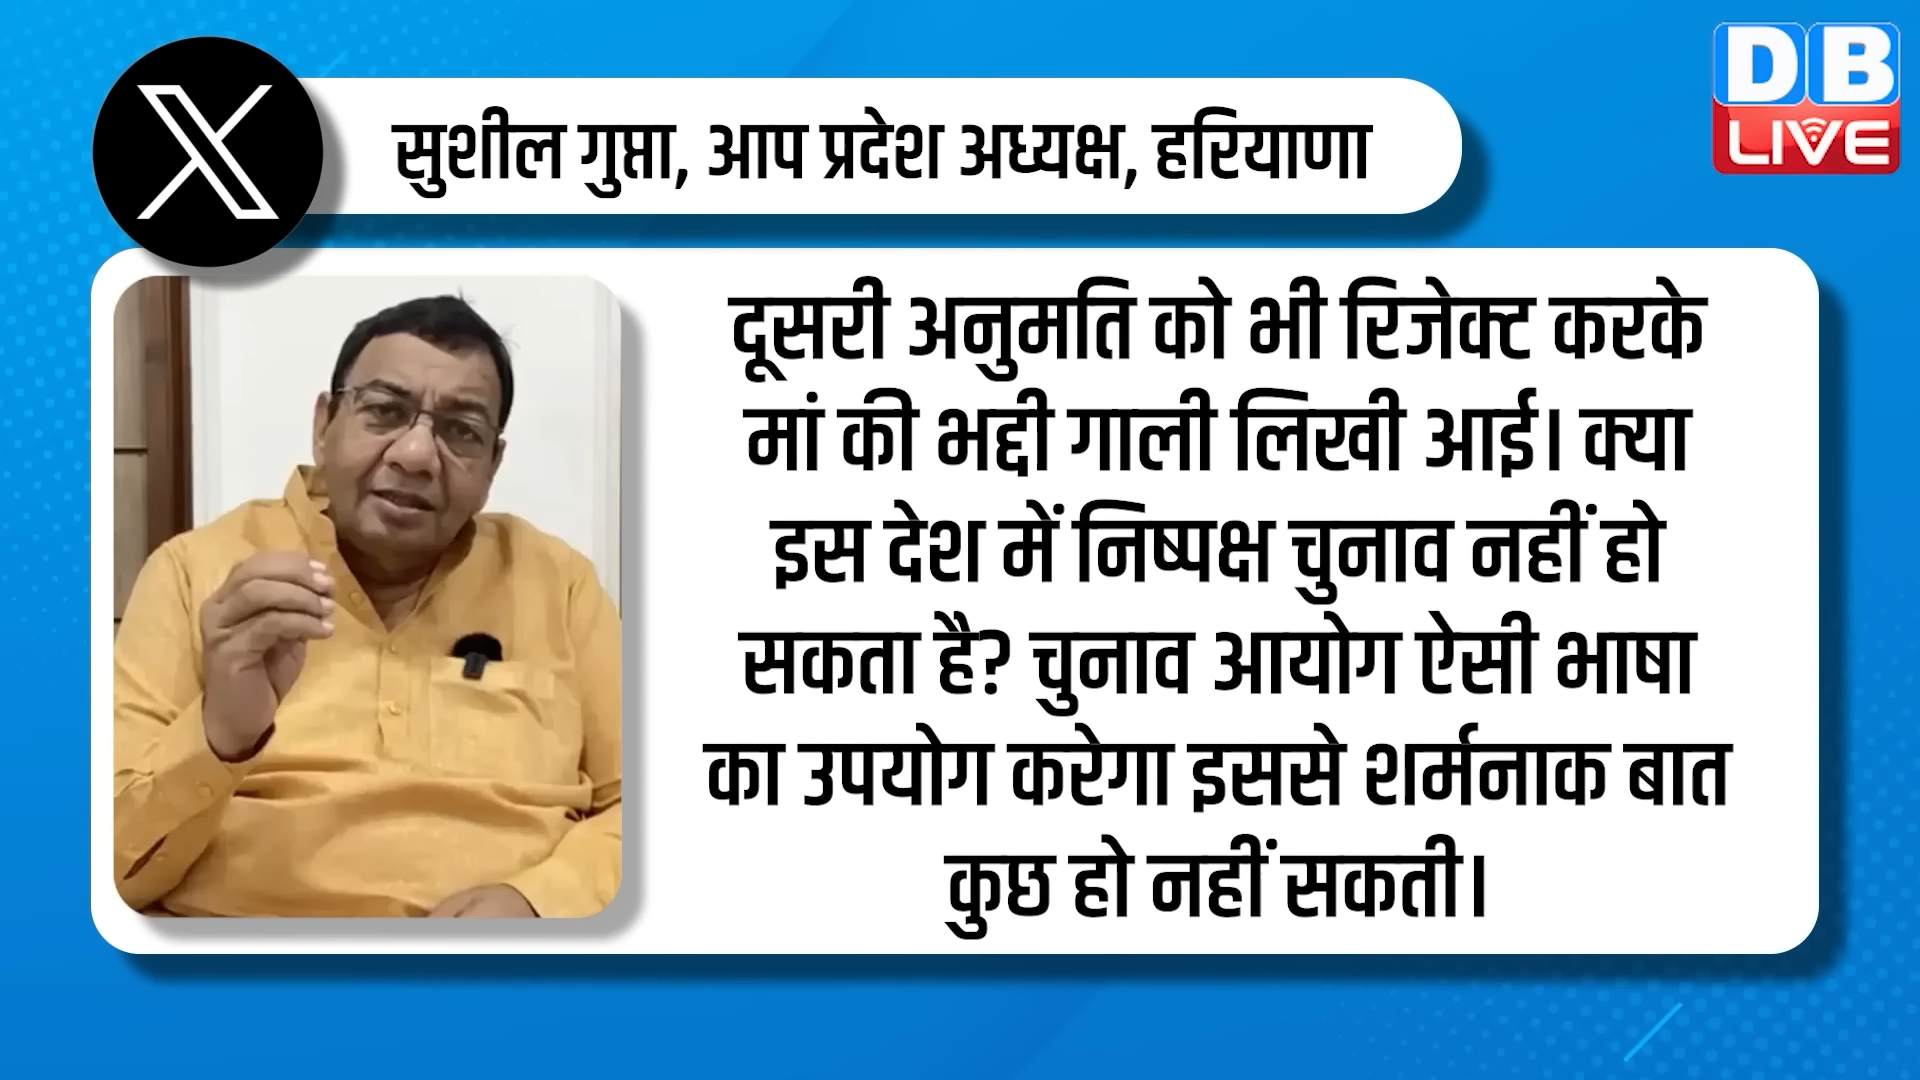 DB
LIVE
सुशील गुप्ता, आप प्रदेश अध्यक्ष, हरियाणा
दूसरी अनुमति को भी रिजेक्ट करके
मां की भद्दी गाली लिखी आई। क्या
इस देश में निष्पक्ष चुनाव नहीं हो
सकता है? चुनाव आयोग ऐसी भाषा
का उपयोग करेगा इससे शर्मनाक बात
कुछ हो नहीं सकती।